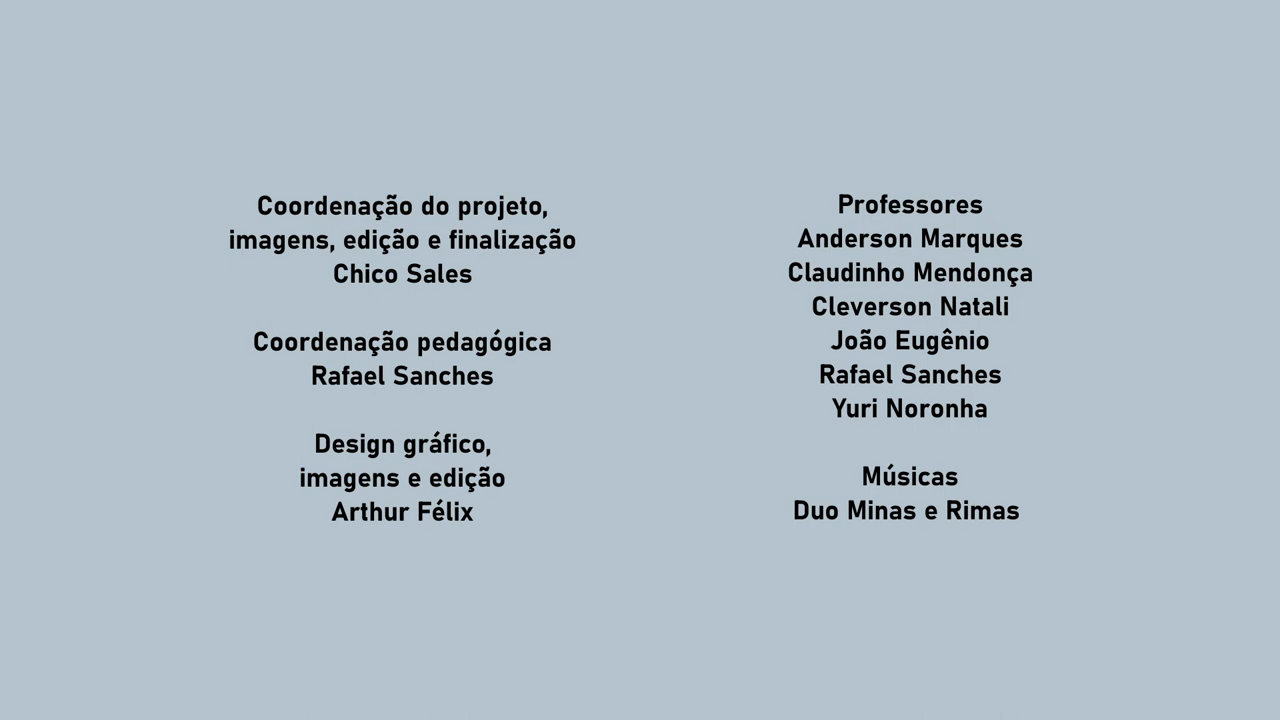 Coordenação do projeto,
imagens, edição e finalização
Chico Sales
Coordenação pedagógica
Rafael Sanches
Design gráfico,
imagens e edição
Arthur Félix
Professores
Anderson Marques
Claudinho Mendonça
Cleverson Natali
João Eugênio
Rafael Sanches
Yuri Noronha
Músicas
Duo Minas e Rimas